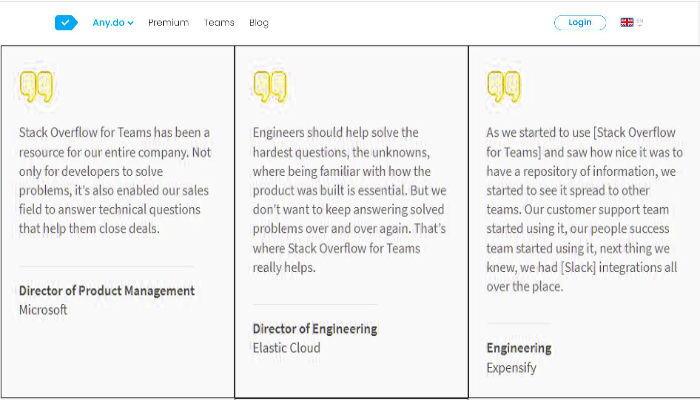 Any.do Premium Teams Blog Login EN
Stack Overflow for Teams has been a
resource for our entire company. Not
only for developers to solve
problems, it's also enabled our sales
field to answer technical questions
that help them close deals.
Director of Product Management
Microsoft
Engineers should help solve the
hardest questions, the unknowns,
where being familiar with how the
product was built is essential. But we
don't want to keep answering solved
problems over and over again. That's
where Stack Overflow for Teams
really helps.
Director of Engineering
Elastic Cloud
As we started to use [Stack Overflow
for Teams] and saw how nice it was to
have a repository of information, we
started to see it spread to other
teams. Our customer support team
started using it, our people success
team started using it, next thing we
knew, we had [Slack] integrations all
over the place.
Engineering
Expensify